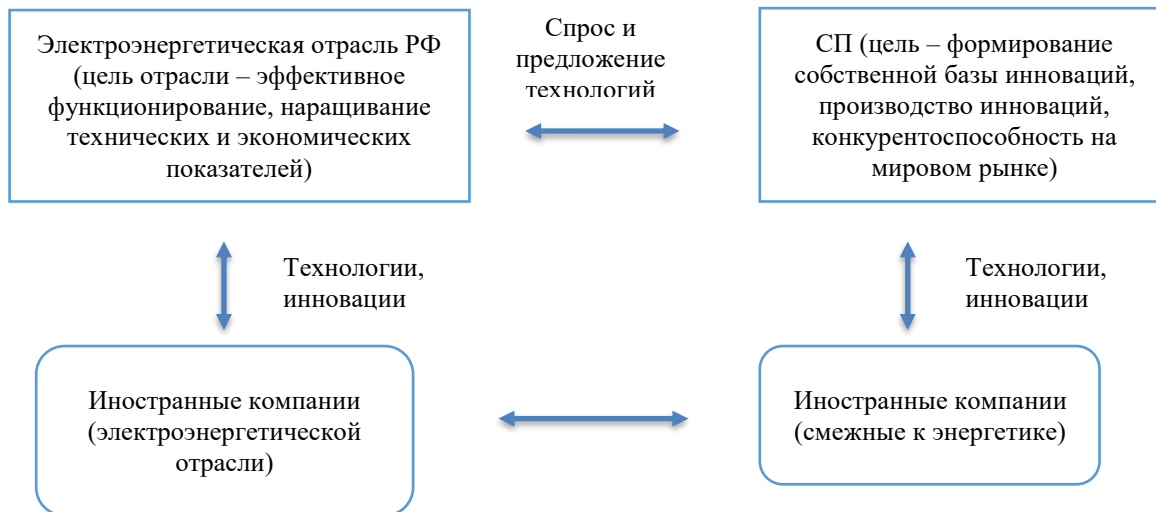 Электроэнергетическая отрасль РФ
(цель отрасли – эффективное
функционирование, наращивание
технических и экономических
показателей)
Спрос и
предложение
технологий
СП (цель – формирование
собственной базы инноваций,
производство инноваций,
конкурентоспособность на
мировом рынке)
Технологии,
инновации
Технологии,
инновации
Иностранные компании
(электроэнергетической
отрасли)
Иностранные компании
(смежные к энергетике)